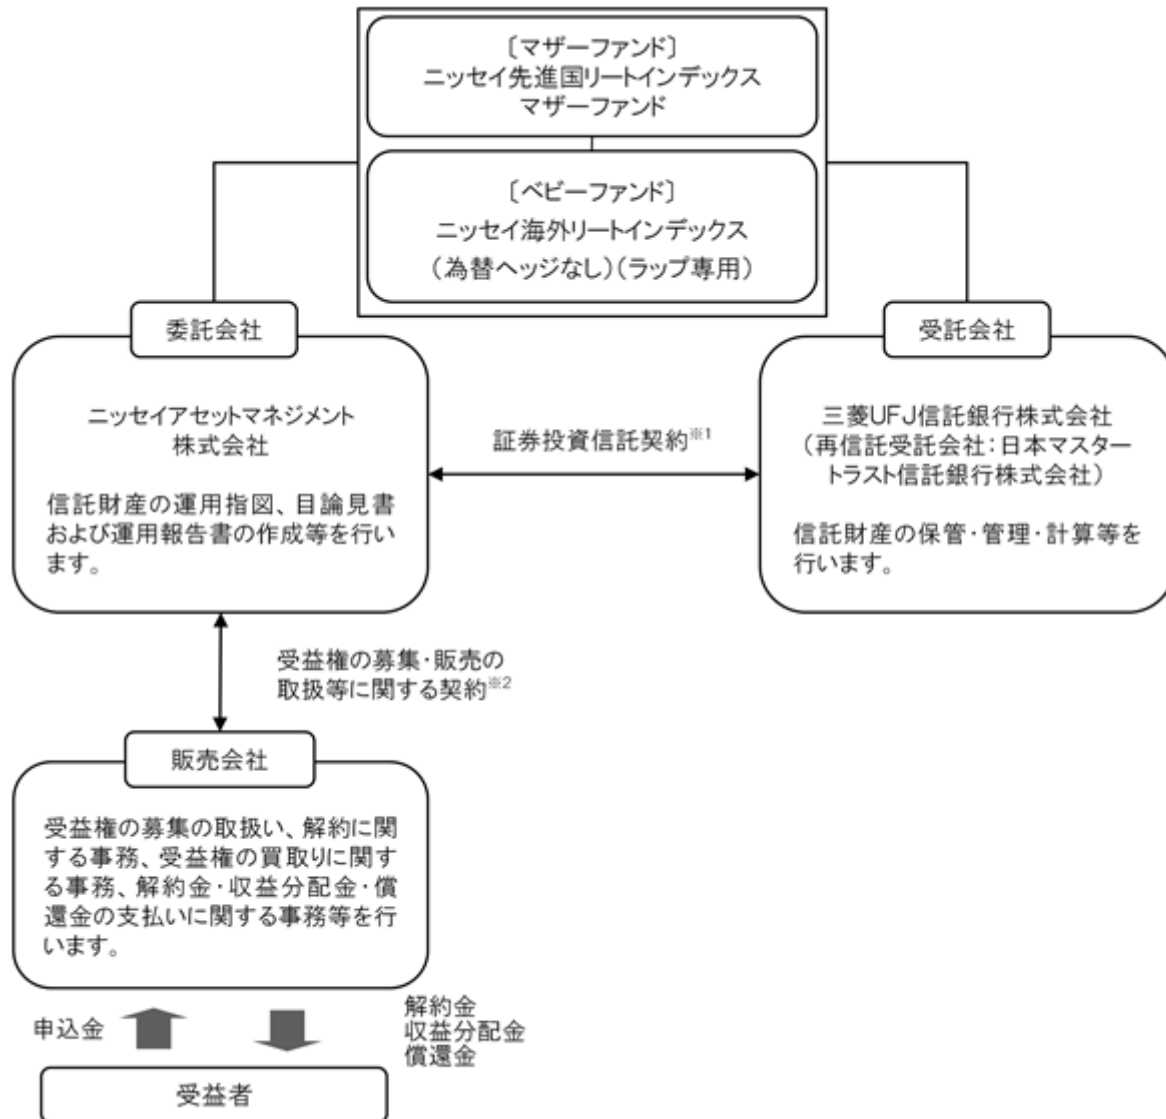 〔マザーファンド〕
ニッセイ先進国リートインデックス
マザーファンド
〔ベビーファンド〕
ニッセイ海外リートインデックス
（為替ヘッジなし）（ラップ専用）
委託会社
ニッセイアセットマネジメント
株式会社
信託財産の運用指図、目論見書
および運用報告書の作成等を行い
ます。
証券投資信託契約※1
受託会社
三菱UFJ信託銀行株式会社
（再信託受託会社：日本マスター
トラスト信託銀行株式会社）
信託財産の保管・管理・計算等を
行います。
受益権の募集・販売の
取扱等に関する契約※2
販売会社
受益権の募集の取扱い、解約に関
する事務、受益権の買取りに関す
る事務、解約金・収益分配金・償
還金の支払いに関する事務等を行
います。
申込金
解約金
収益分配金
償還金
受益者